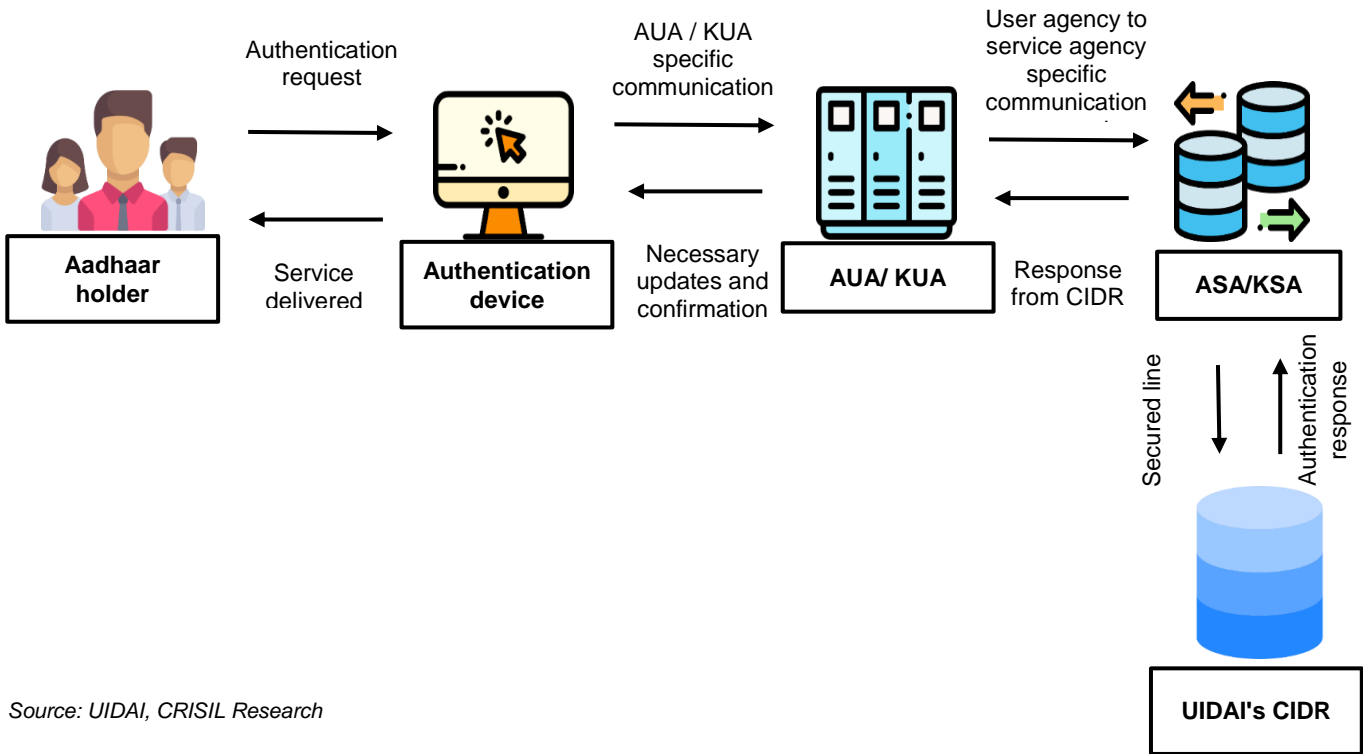 Authentication
request
AUA / KUA
specific
communication
User agency to
service agency
specific
communication
Aadhaar
holder
Service
delivered
Authentication
device
Necessary
updates and
confirmation
AUA/ KUA
Response
from CIDR
ASA/KSA
Secured line
Authentication
response
UIDAI's CIDR
Source: UIDAI, CRISIL Research